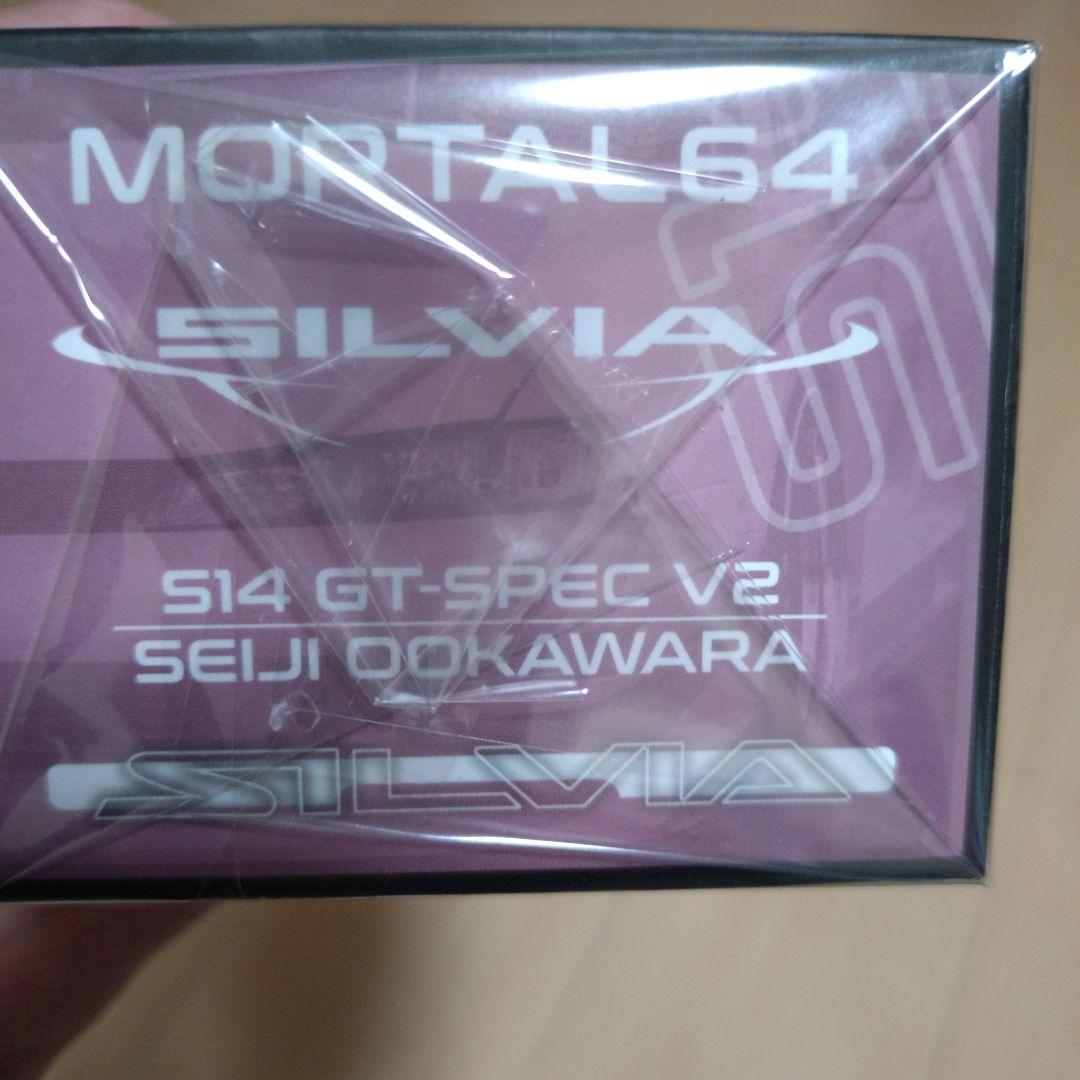 MORTAL64
SILVIA
S14 GT-SPEC V2
SEIJI OOKAWARA
SILVIA